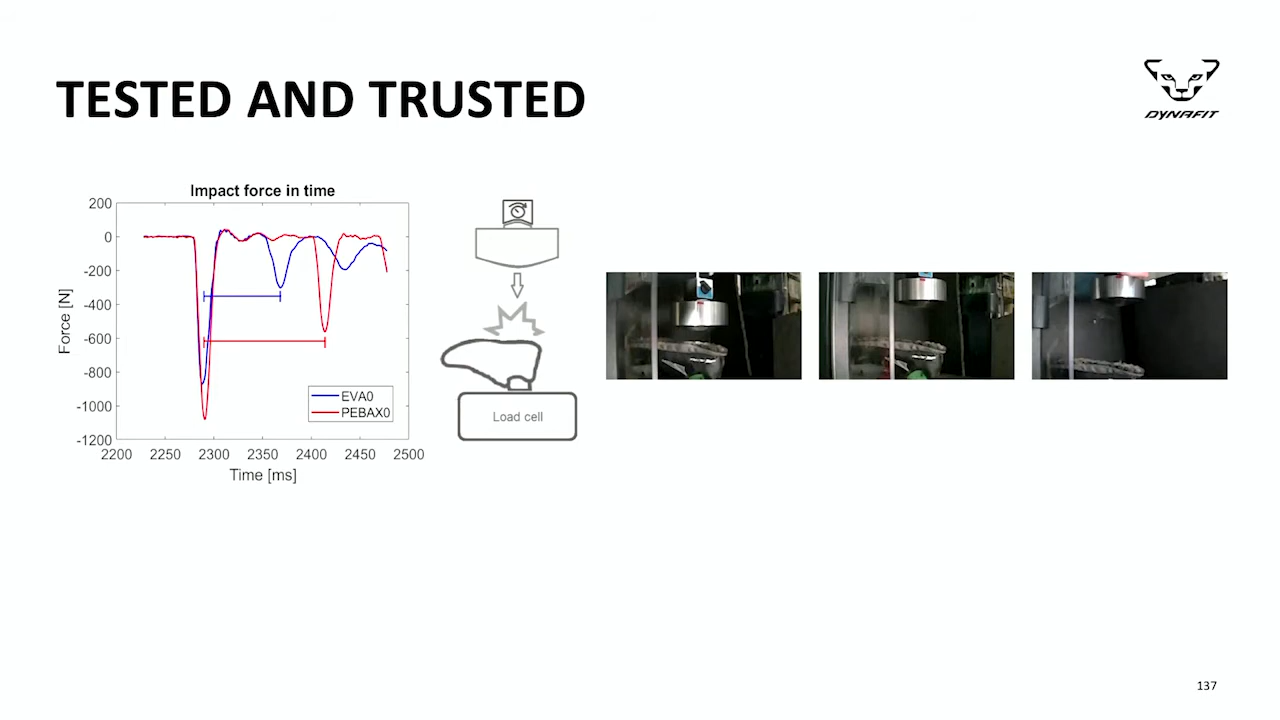 TESTED AND TRUSTED
DYNAFIT
Impact force in time
200
0
-200
-400
-600
-800
-1000
-1200
Force [N]
EVA0
PEBAX0
2200 2250 2300 2350 2400 2450 2500
Time [ms]
Load cell
137